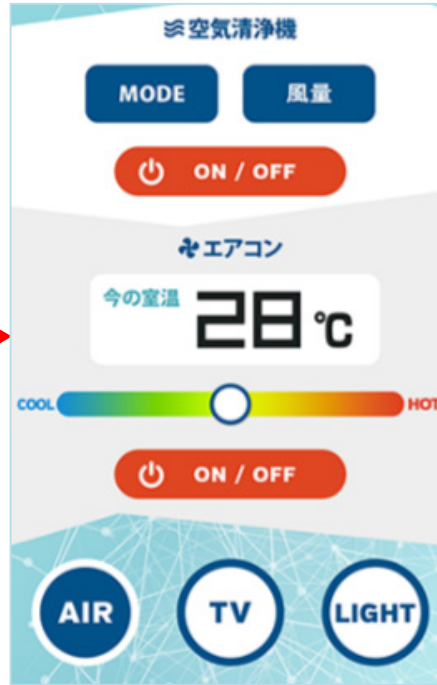 空気清浄機
MODE 風量
ON / OFF
エアコン
今の室温 28 ℃
COOL HOT
ON / OFF
AIR TV LIGHT